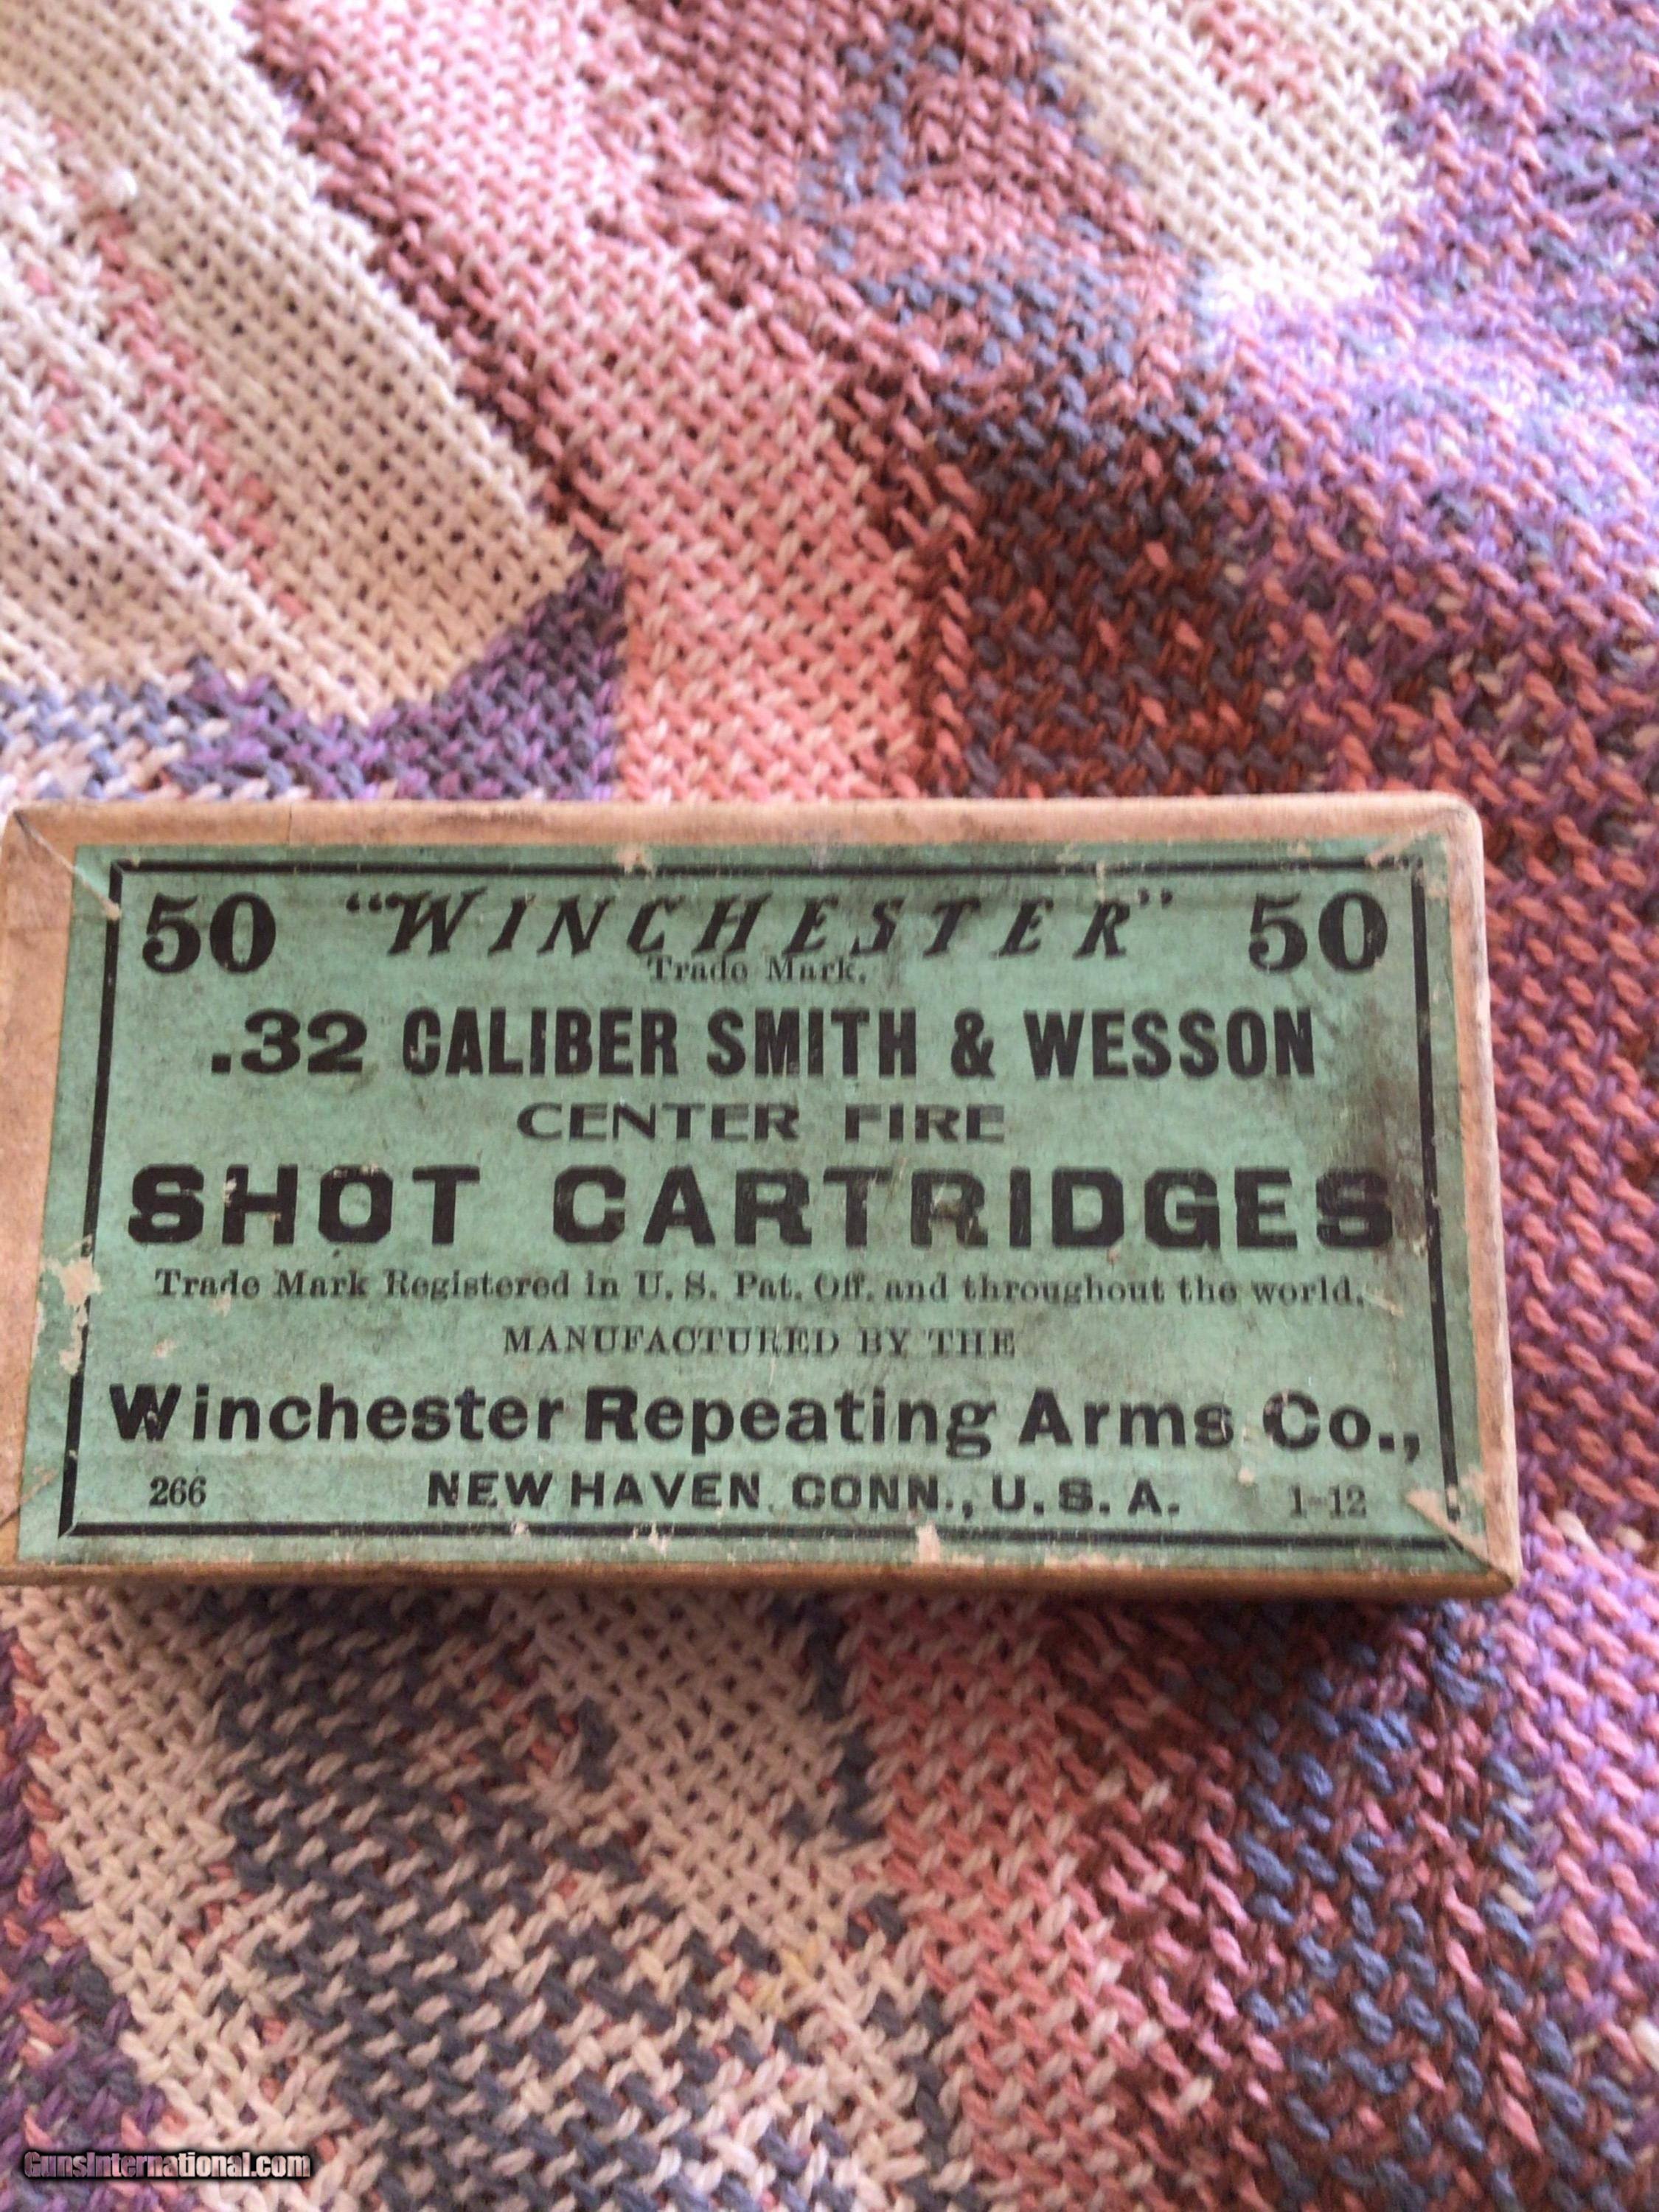 50 "WINCHESTER" 50
Trade Mark.
.32 CALIBER SMITH & WESSON
CENTER FIRE
SHOT CARTRIDGES
Trade Mark Registered in U. S. Pat. Off. and throughout the world.
MANUFACTURED BY THE
Winchester Repeating Arms Co.,
266 NEW HAVEN, CONN., U. S. A. 1-12
GunsInternational.com